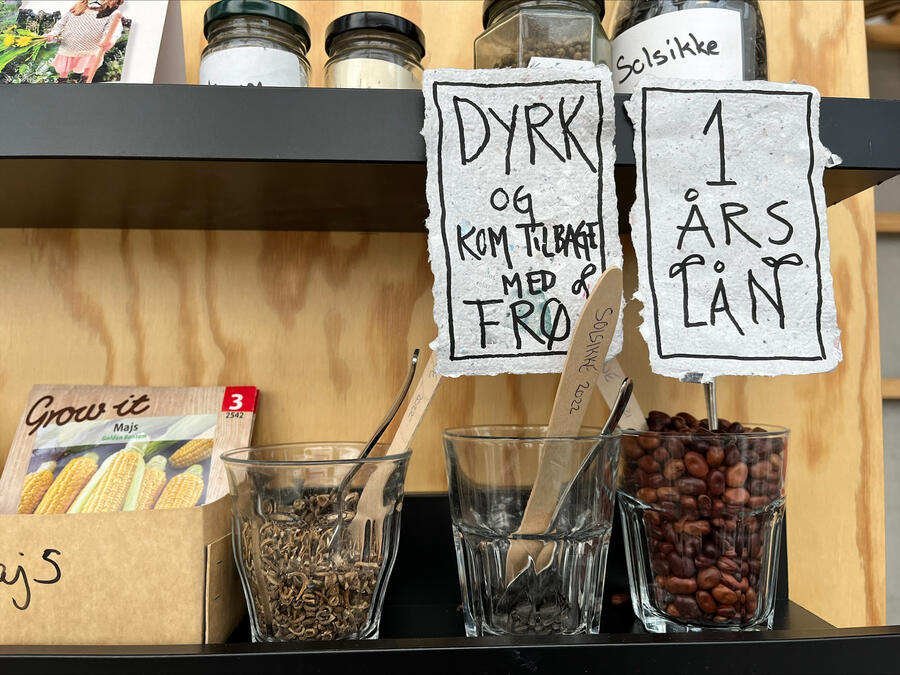 Solsikke
DYRK
OG
KOM TILBAGE
MED
FRØ
1
ÅRS
LÅN
SOLSIKKE 2022
Grow it
3
2542
Majs
Golden Bantam
ajs